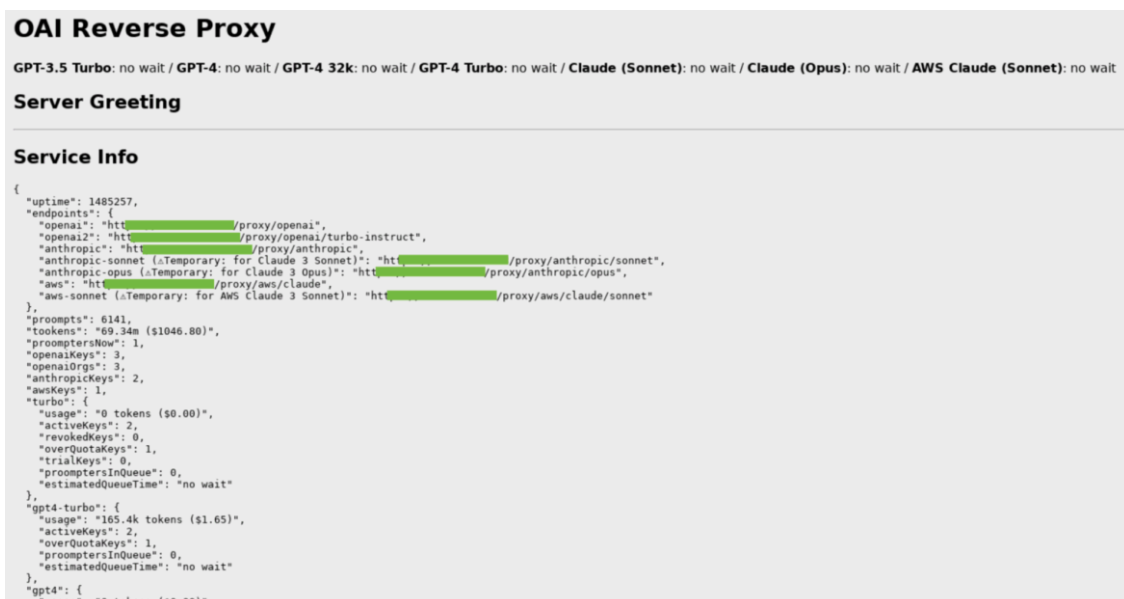 OAI Reverse Proxy
GPT-3.5 Turbo: no wait / GPT-4: no wait / GPT-4 32k: no wait / GPT-4 Turbo: no wait / Claude (Sonnet): no wait / Claude (Opus): no wait / AWS Claude (Sonnet): no wait
Server Greeting
Service Info
{
"uptime": 1485257,
"endpoints": {
"openai": "htt /proxy/openai",
"openai2": "htt /proxy/openai/turbo-instruct",
"anthropic": "ht /proxy/anthropic",
"anthropic-sonnet (⚠Temporary: for Claude 3 Sonnet)": "htt /proxy/anthropic/sonnet",
"anthropic-opus (⚠Temporary: for Claude 3 Opus)": "htt /proxy/anthropic/opus",
"aws": "htt /proxy/aws/claude",
"aws-sonnet (⚠Temporary: for AWS Claude 3 Sonnet)": "htt /proxy/aws/claude/sonnet"
},
"proompts": 6141,
"tookens": "69.34m ($1046.80)",
"proomptersNow": 1,
"openaiKeys": 3,
"openaiOrgs": 3,
"anthropicKeys": 2,
"awsKeys": 1,
"turbo": {
"usage": "0 tokens ($0.00)",
"activeKeys": 2,
"revokedKeys": 0,
"overQuotaKeys": 1,
"trialKeys": 0,
"proomptersInQueue": 0,
"estimatedQueueTime": "no wait"
},
"gpt4-turbo": {
"usage": "165.4k tokens ($1.65)",
"activeKeys": 2,
"overQuotaKeys": 1,
"proomptersInQueue": 0,
"estimatedQueueTime": "no wait"
},
"gpt4": {